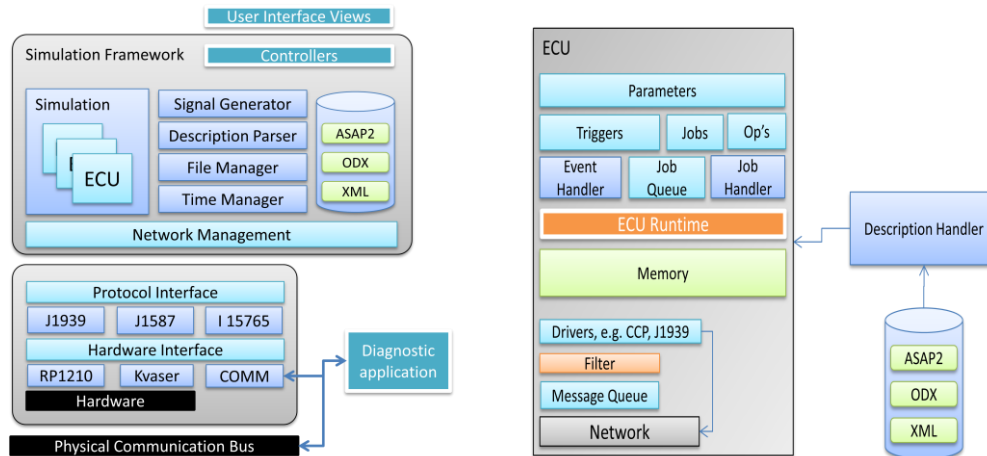 User Interface Views
Simulation Framework
Controllers
Simulation
ECU
Signal Generator
Description Parser
File Manager
Time Manager
ASAP2
ODX
XML
Network Management
Protocol Interface
J1939
J1587
I 15765
Hardware Interface
RP1210
Kvaser
COMM
Hardware
Physical Communication Bus
Diagnostic
application
ECU
Parameters
Triggers
Jobs
Op's
Event
Handler
Job
Queue
Job
Handler
ECU Runtime
Memory
Drivers, e.g. CCP, J1939
Filter
Message Queue
Network
Description Handler
ASAP2
ODX
XML